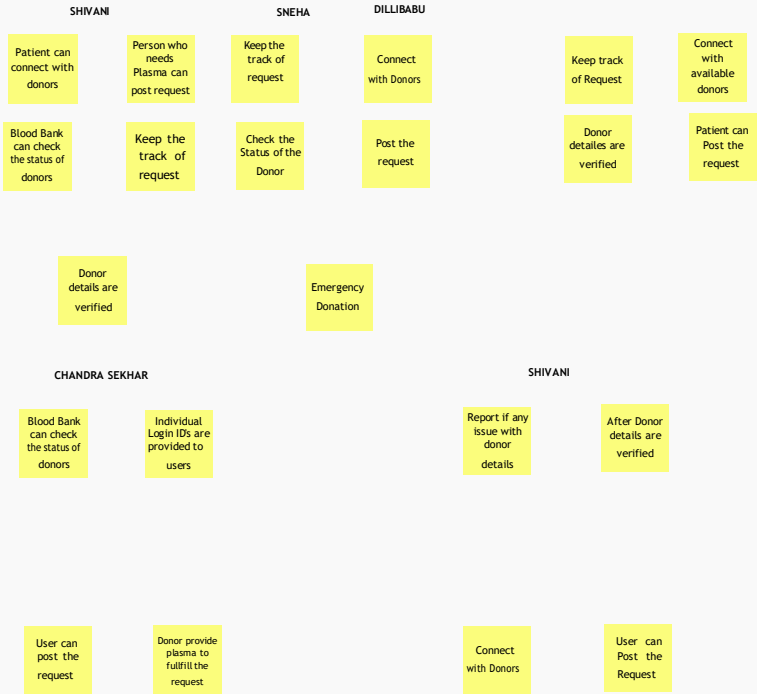 SHIVANI
SNEHA
DILLIBABU
Patient can
connect with
donors
Person who
needs
Plasma can
post request
Keep the
track of
request
Connect
with Donors
Keep track
of Request
Connect
with
available
donors
Blood Bank
can check
the status of
donors
Keep the
track of
request
Check the
Status of the
Donor
Post the
request
Donor
detailes are
verified
Patient can
Post the
request
Donor
details are
verified
Emergency
Donation
CHANDRA SEKHAR
SHIVANI
Blood Bank
can check
the status of
donors
Individual
Login ID's are
provided to
users
Report if any
issue with
donor
details
After Donor
details are
verified
User can
post the
request
Donor provide
plasma to
fullfill the
request
Connect
with Donors
User can
Post the
Request